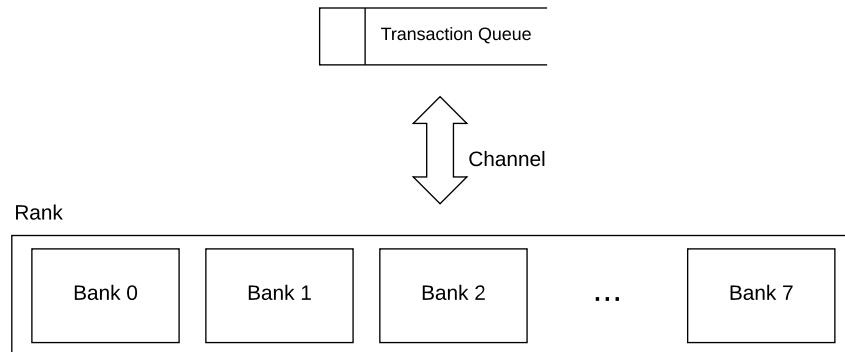 Transaction Queue
Channel
Rank
Bank 0
Bank 1
Bank 2
...
Bank 7